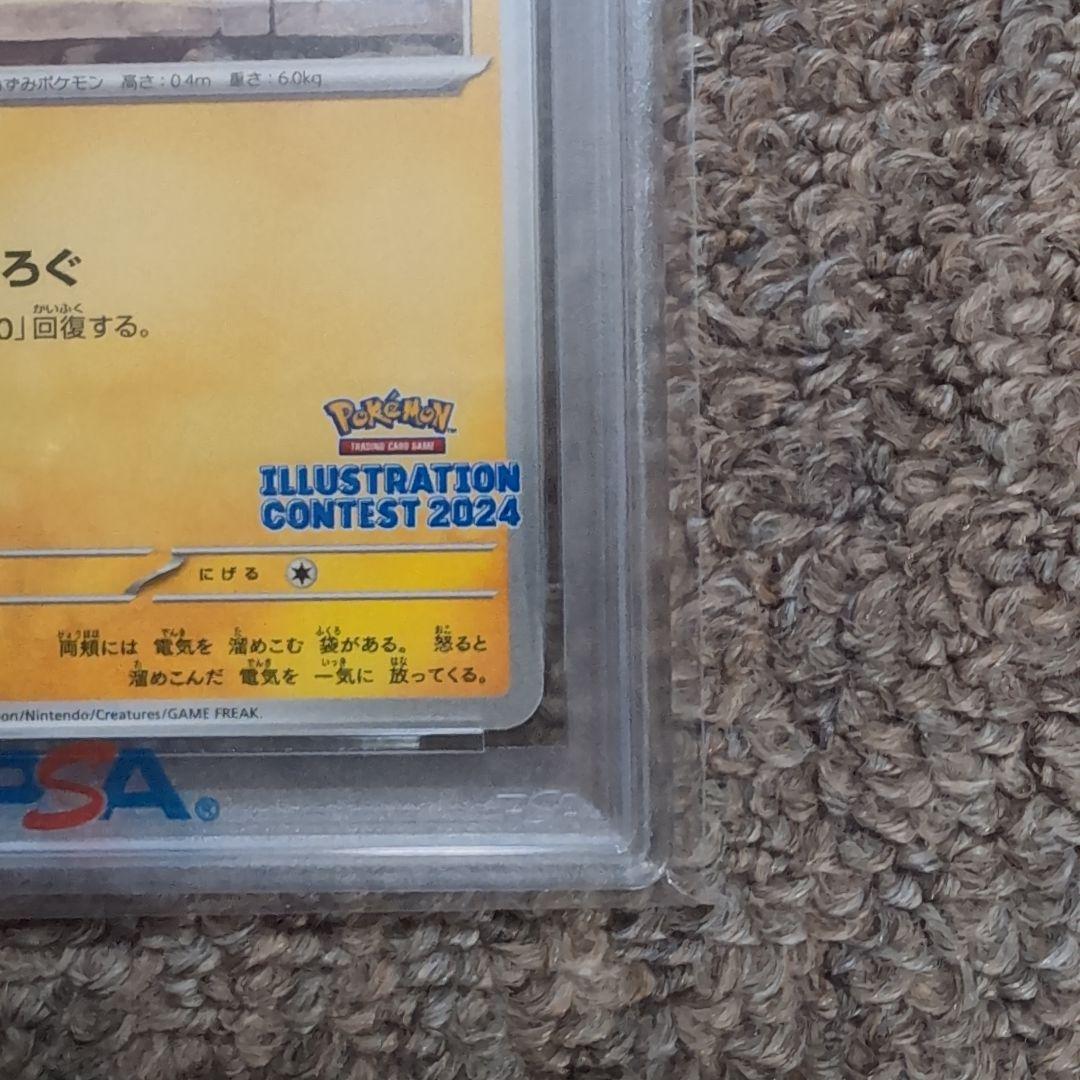 ずみポケモン 高さ：0.4m 重さ：6.0kg
ろぐ
かいふく
0」回復する。
POKÉMON™
TRADING CARD GAME
ILLUSTRATION
CONTEST 2024
にげる
りょうほほ でんき た ふくろ おこ
両頬には 電気を 溜めこむ 袋がある。 怒ると
た でんき いっき はな
溜めこんだ 電気を 一気に 放ってくる。
on/Nintendo/Creatures/GAME FREAK.
PSA®